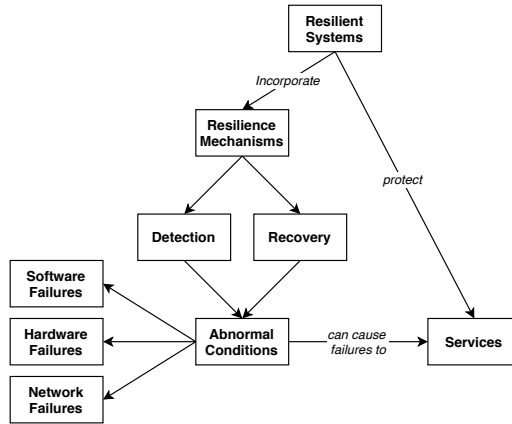 Resilient
Systems
Incorporate
Resilience
Mechanisms
protect
Detection
Recovery
Software
Failures
Hardware
Failures
Abnormal
Conditions
can cause
failures to
Services
Network
Failures